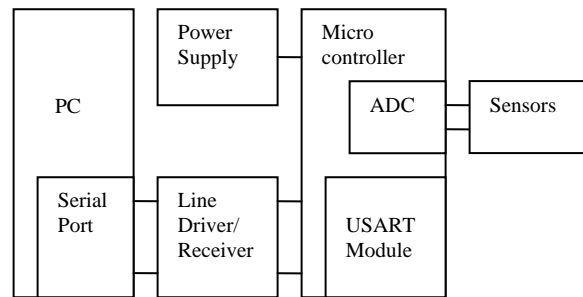 Power
Supply
Micro
controller
PC
ADC
Sensors
Serial
Port
Line
Driver/
Receiver
USART
Module